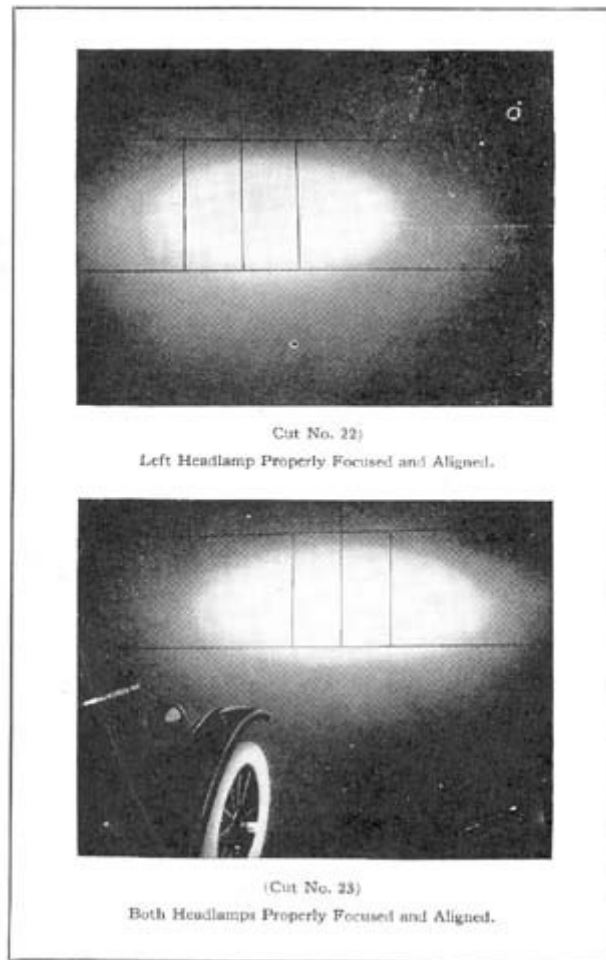 Cut No. 22)
Left Headlamp Properly Focused and Aligned.
(Cut No. 23)
Both Headlamps Properly Focused and Aligned.